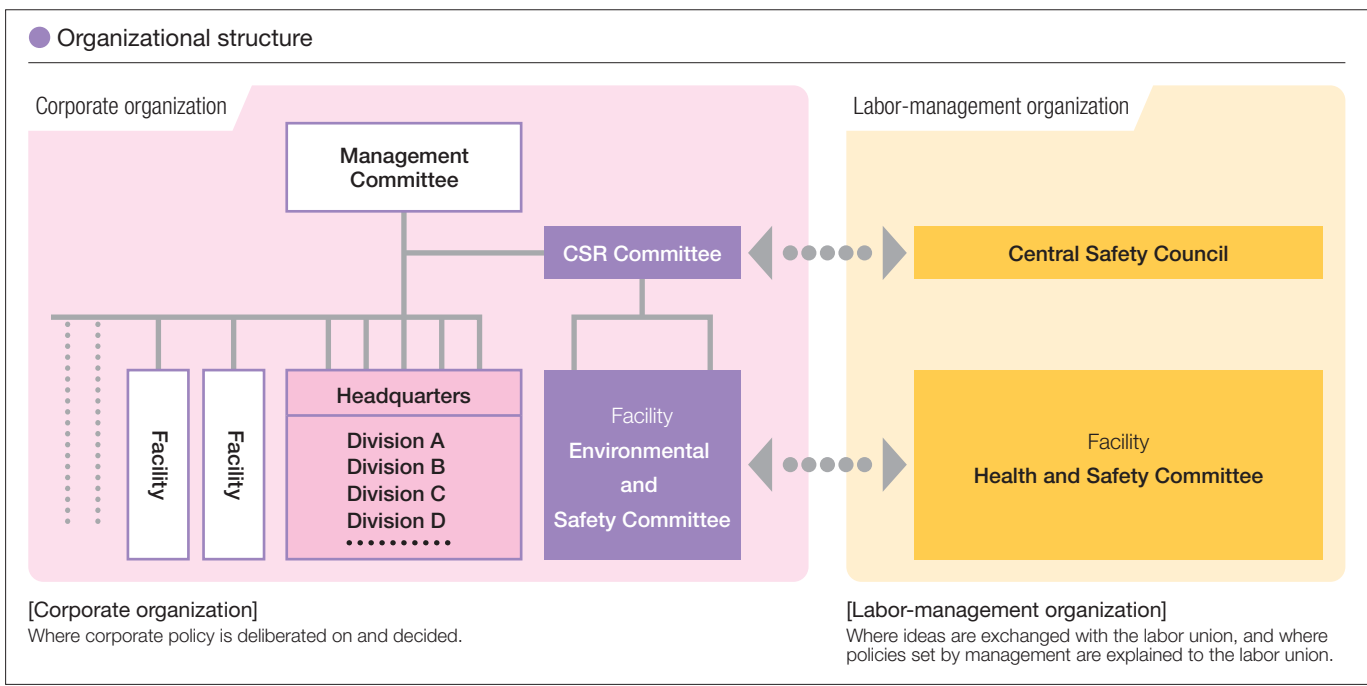 Organizational structure
Corporate organization
Management
Committee
CSR Committee
Facility
Facility
Headquarters
Division A
Division B
Division C
Division D
Facility
Environmental
and
Safety Committee
Labor-management organization
Central Safety Council
Facility
Health and Safety Committee
[Corporate organization]
Where corporate policy is deliberated on and decided.
[Labor-management organization]
Where ideas are exchanged with the labor union, and where
policies set by management are explained to the labor union.